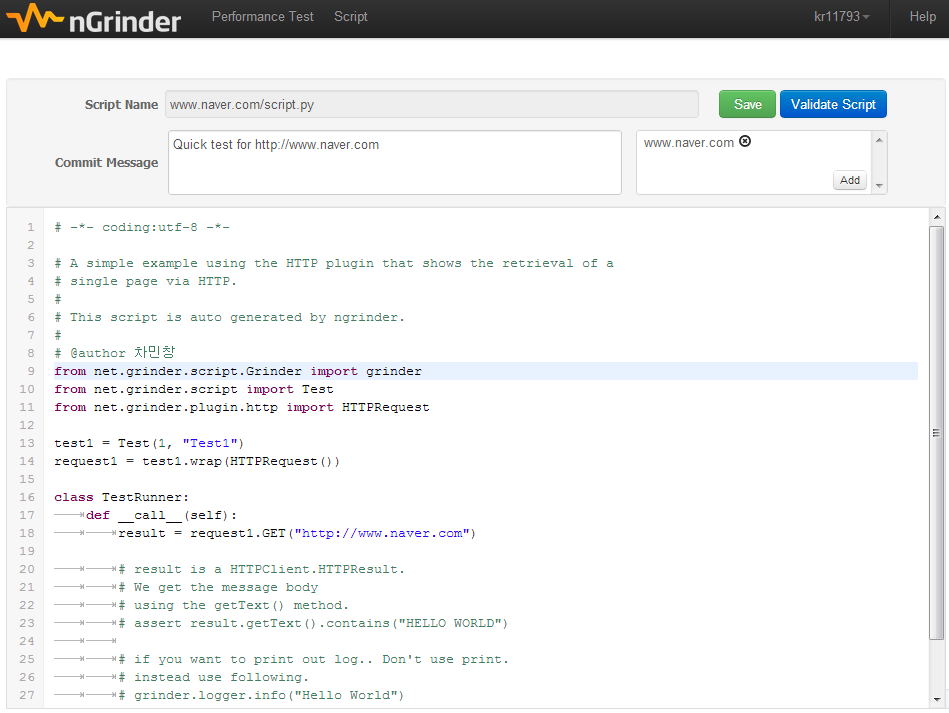 nGrinder Performance Test Script kr11793 Help
Script Name www.naver.com/script.py Save Validate Script
Commit Message Quick test for http://www.naver.com www.naver.com Add
1 # -*- coding:utf-8 -*-
2
3 # A simple example using the HTTP plugin that shows the retrieval of a
4 # single page via HTTP.
5 #
6 # This script is auto generated by ngrinder.
7 #
8 # @author 차민창
9 from net.grinder.script.Grinder import grinder
10 from net.grinder.script import Test
11 from net.grinder.plugin.http import HTTPRequest
12
13 test1 = Test(1, "Test1")
14 request1 = test1.wrap(HTTPRequest())
15
16 class TestRunner:
17 def __call__(self):
18 result = request1.GET("http://www.naver.com")
19
20 # result is a HTTPClient.HTTPResult.
21 # We get the message body
22 # using the getText() method.
23 # assert result.getText().contains("HELLO WORLD")
24
25 # if you want to print out log.. Don't use print.
26 # instead use following.
27 # grinder.logger.info("Hello World")